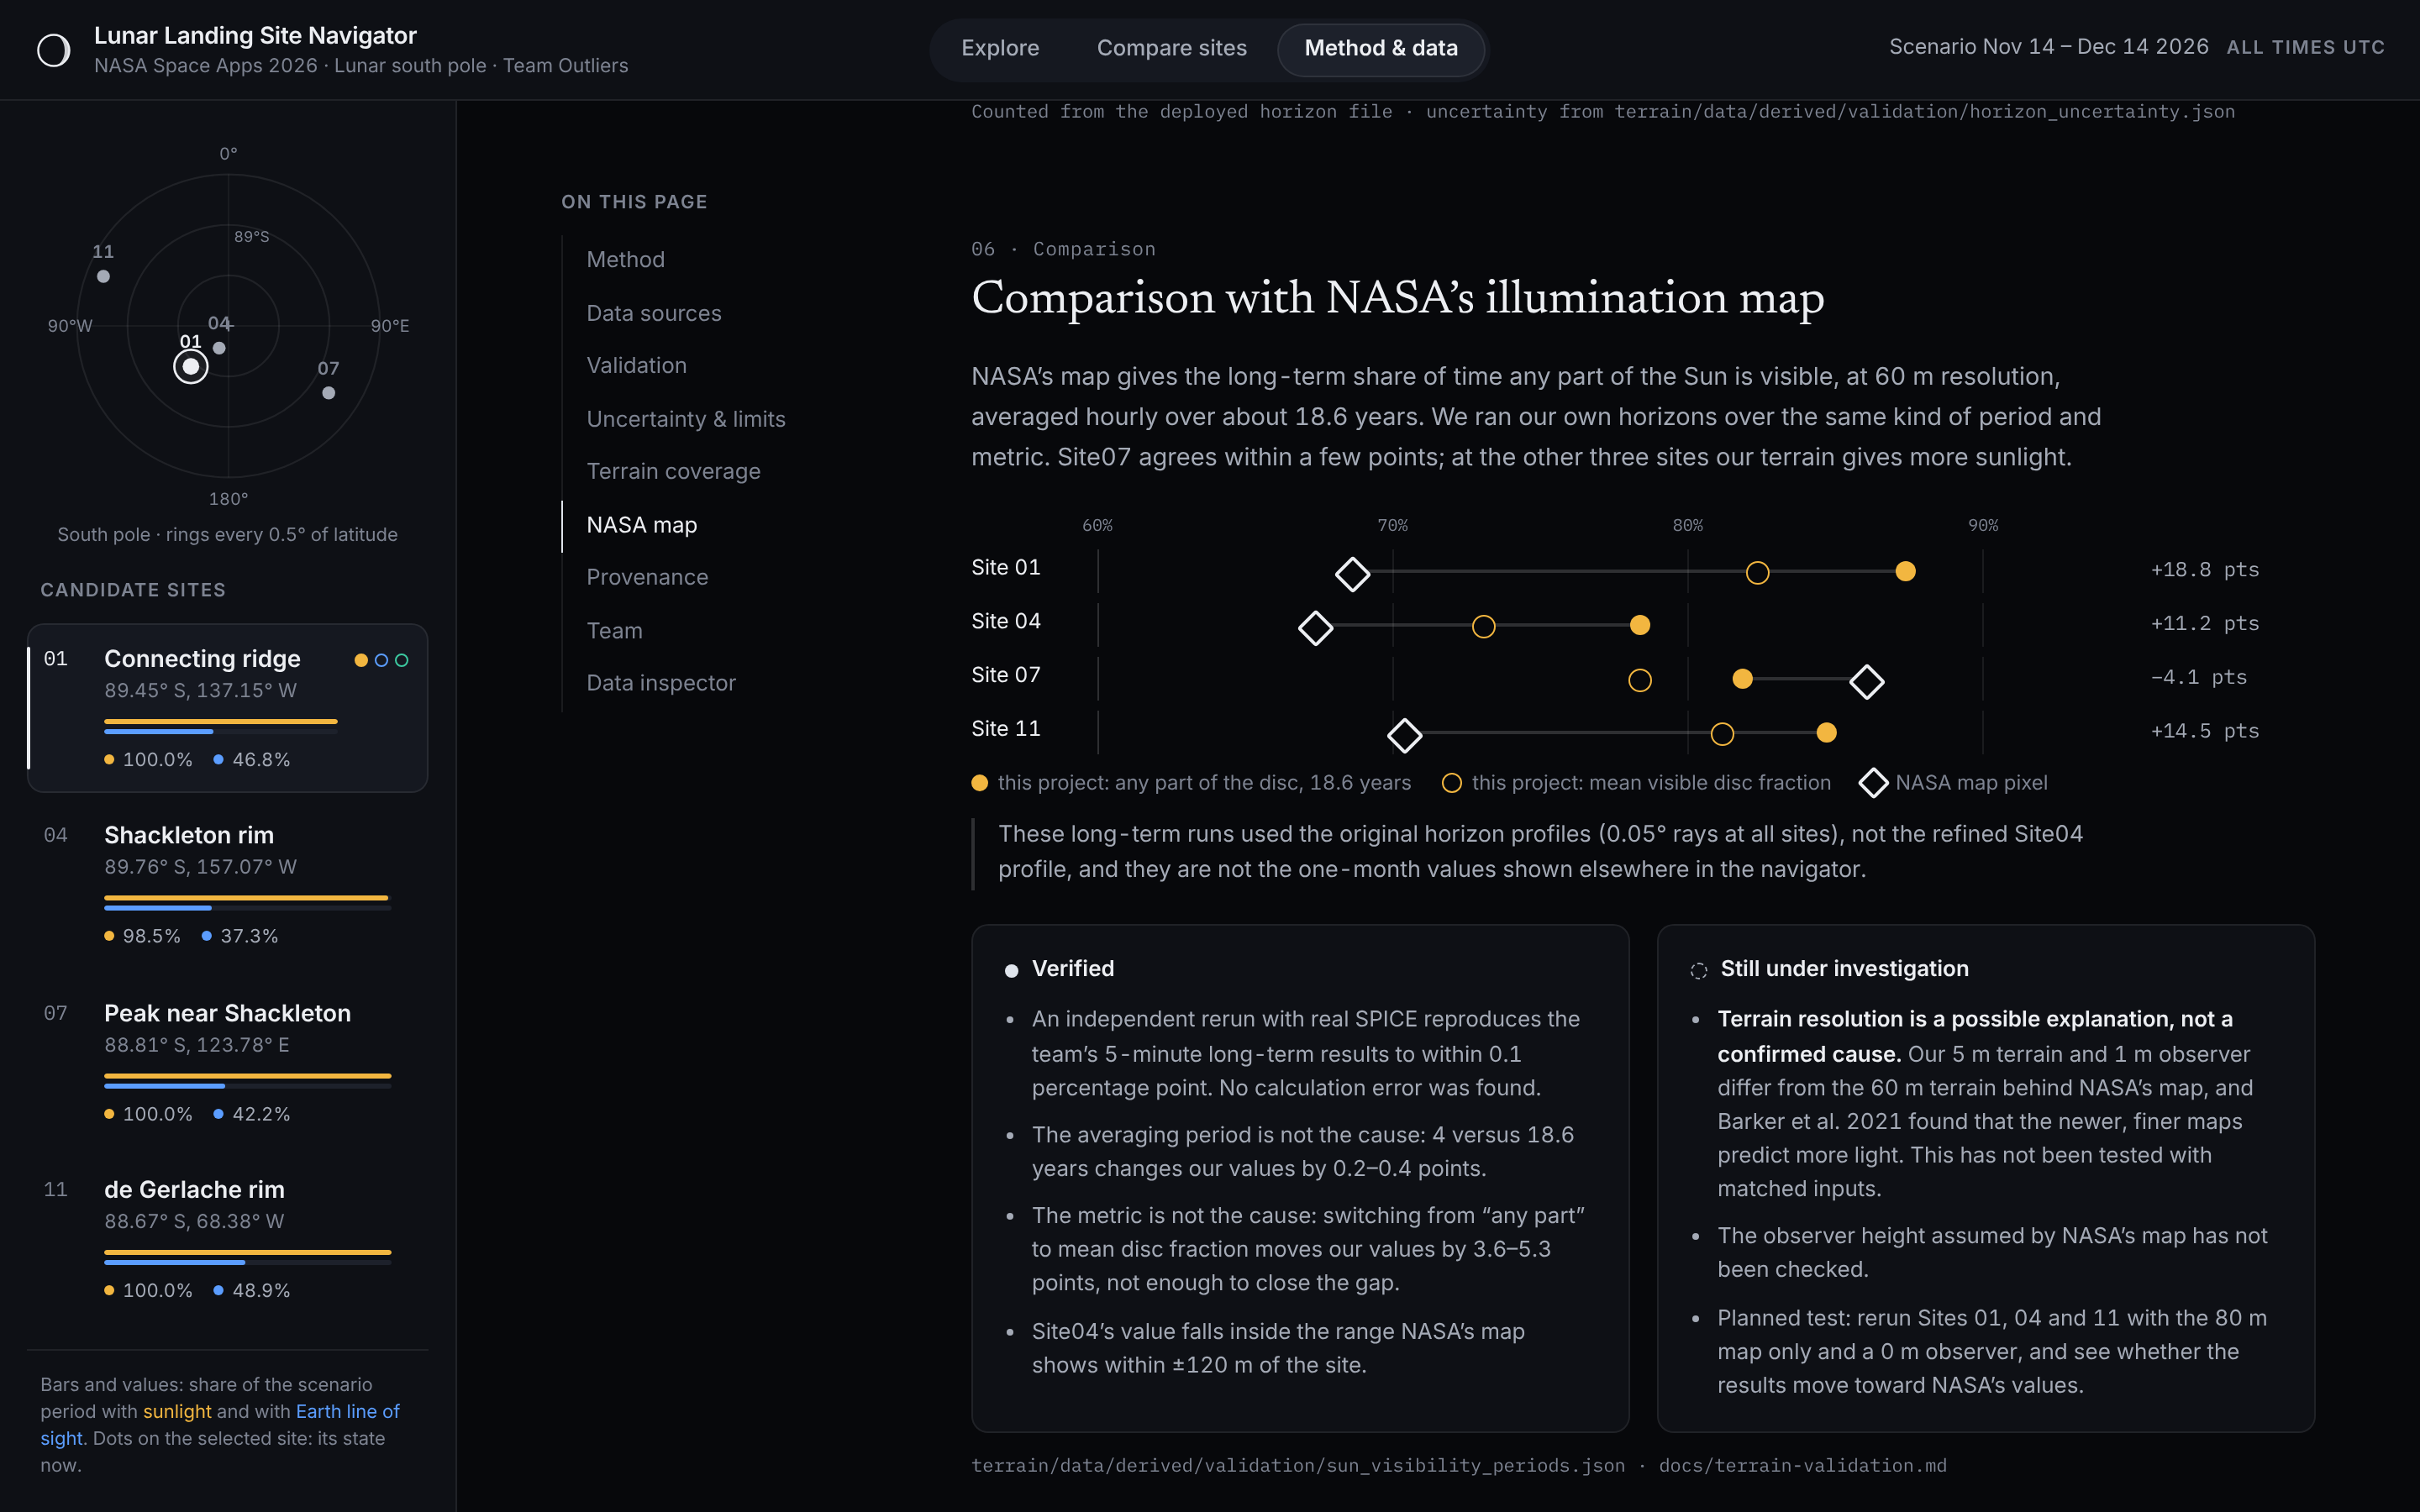 Lunar Landing Site Navigator
NASA Space Apps 2026 · Lunar south pole · Team Outliers
Explore
Compare sites
Method & data
Scenario Nov 14 – Dec 14 2026 ALL TIMES UTC
0°
89°S
11
04
90°W
90°E
01
07
180°
South pole · rings every 0.5° of latitude
CANDIDATE SITES
01 Connecting ridge
89.45° S, 137.15° W
100.0% 46.8%
04 Shackleton rim
89.76° S, 157.07° W
98.5% 37.3%
07 Peak near Shackleton
88.81° S, 123.78° E
100.0% 42.2%
11 de Gerlache rim
88.67° S, 68.38° W
100.0% 48.9%
Bars and values: share of the scenario
period with sunlight and with Earth line of
sight. Dots on the selected site: its state
now.
ON THIS PAGE
Method
Data sources
Validation
Uncertainty & limits
Terrain coverage
NASA map
Provenance
Team
Data inspector
Counted from the deployed horizon file · uncertainty from terrain/data/derived/validation/horizon_uncertainty.json
06 · Comparison
Comparison with NASA’s illumination map
NASA’s map gives the long-term share of time any part of the Sun is visible, at 60 m resolution,
averaged hourly over about 18.6 years. We ran our own horizons over the same kind of period and
metric. Site07 agrees within a few points; at the other three sites our terrain gives more sunlight.
60% 70% 80% 90%
Site 01 +18.8 pts
Site 04 +11.2 pts
Site 07 −4.1 pts
Site 11 +14.5 pts
this project: any part of the disc, 18.6 years this project: mean visible disc fraction NASA map pixel
These long-term runs used the original horizon profiles (0.05° rays at all sites), not the refined Site04
profile, and they are not the one-month values shown elsewhere in the navigator.
Verified
• An independent rerun with real SPICE reproduces the
team’s 5-minute long-term results to within 0.1
percentage point. No calculation error was found.
• The averaging period is not the cause: 4 versus 18.6
years changes our values by 0.2–0.4 points.
• The metric is not the cause: switching from “any part”
to mean disc fraction moves our values by 3.6–5.3
points, not enough to close the gap.
• Site04’s value falls inside the range NASA’s map
shows within ±120 m of the site.
Still under investigation
• Terrain resolution is a possible explanation, not a
confirmed cause. Our 5 m terrain and 1 m observer
differ from the 60 m terrain behind NASA’s map, and
Barker et al. 2021 found that the newer, finer maps
predict more light. This has not been tested with
matched inputs.
• The observer height assumed by NASA’s map has not
been checked.
• Planned test: rerun Sites 01, 04 and 11 with the 80 m
map only and a 0 m observer, and see whether the
results move toward NASA’s values.
terrain/data/derived/validation/sun_visibility_periods.json · docs/terrain-validation.md